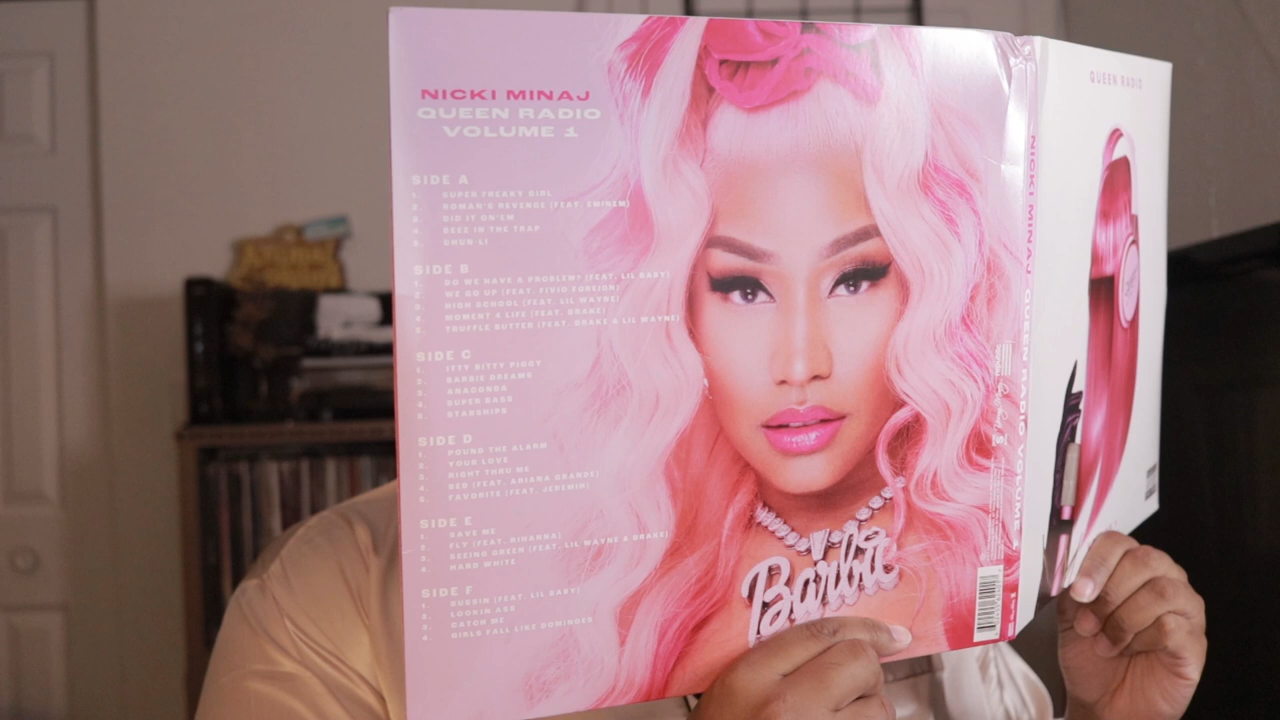 NICKI MINAJ
QUEEN RADIO
VOLUME 1
SIDE A
1. SUPER FREAKY GIRL
2. ROMAN'S REVENGE (FEAT. EMINEM)
3. DID IT ON'EM
4. BEEZ IN THE TRAP
5. CHUN-LI
SIDE B
1. DO WE HAVE A PROBLEM? (FEAT. LIL BABY)
2. WE GO UP (FEAT. FIVIO FOREIGN)
3. HIGH SCHOOL (FEAT. LIL WAYNE)
4. MOMENT 4 LIFE (FEAT. DRAKE)
5. TRUFFLE BUTTER (FEAT. DRAKE & LIL WAYNE)
SIDE C
1. ITTY BITTY PIGGY
2. BARBIE DREAMS
3. ANACONDA
4. SUPER BASS
5. STARSHIPS
SIDE D
1. POUND THE ALARM
2. YOUR LOVE
3. RIGHT THRU ME
4. BED (FEAT. ARIANA GRANDE)
5. FAVORITE (FEAT. JEREMIH)
SIDE E
1. SAVE ME
2. FLY (FEAT. RIHANNA)
3. SEEING GREEN (FEAT. LIL WAYNE & DRAKE)
4. HARD WHITE
SIDE F
1. BUSSIN (FEAT. LIL BABY)
2. LOOKIN ASS
3. CATCH ME
4. GIRLS FALL LIKE DOMINOES
Barbie
NICKI MINAJ QUEEN RADIO VOLUME 1
QUEEN RADIO